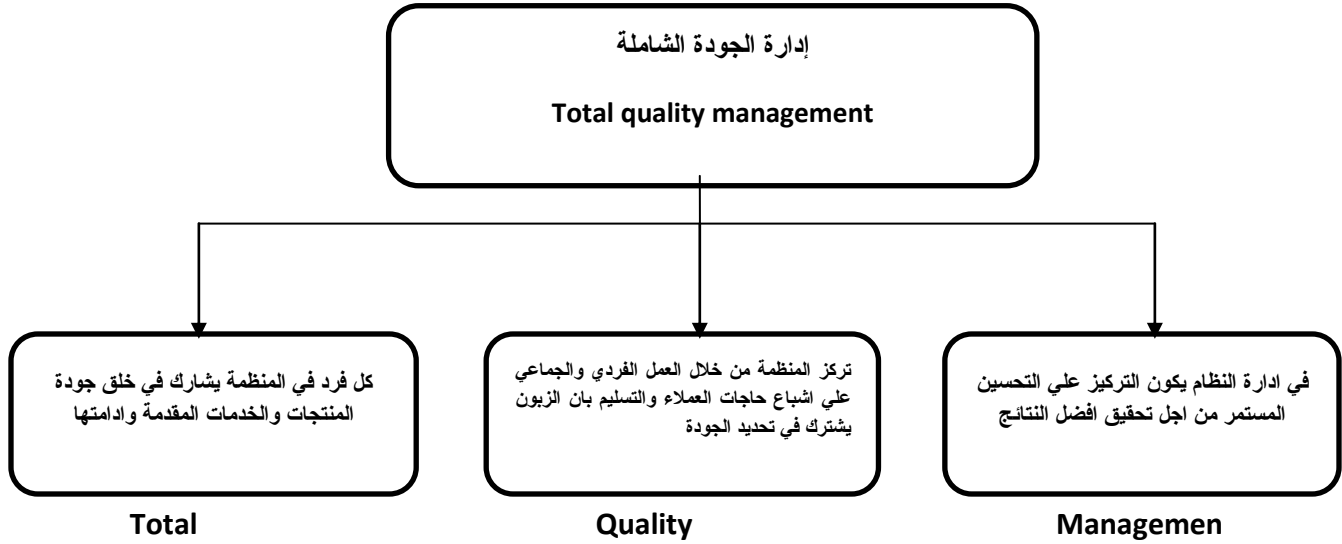 إدارة الجودة الشاملة
Total quality management
كل فرد في المنظمة يشارك في خلق جودة
المنتجات والخدمات المقدمة وادامتها
تركز المنظمة من خلال العمل الفردي والجماعي
علي اشباع حاجات العملاء والتسليم بان الزبون
يشترك في تحديد الجودة
في ادارة النظام يكون التركيز علي التحسين
المستمر من اجل تحقيق افضل النتائج
Total
Quality
Managemen